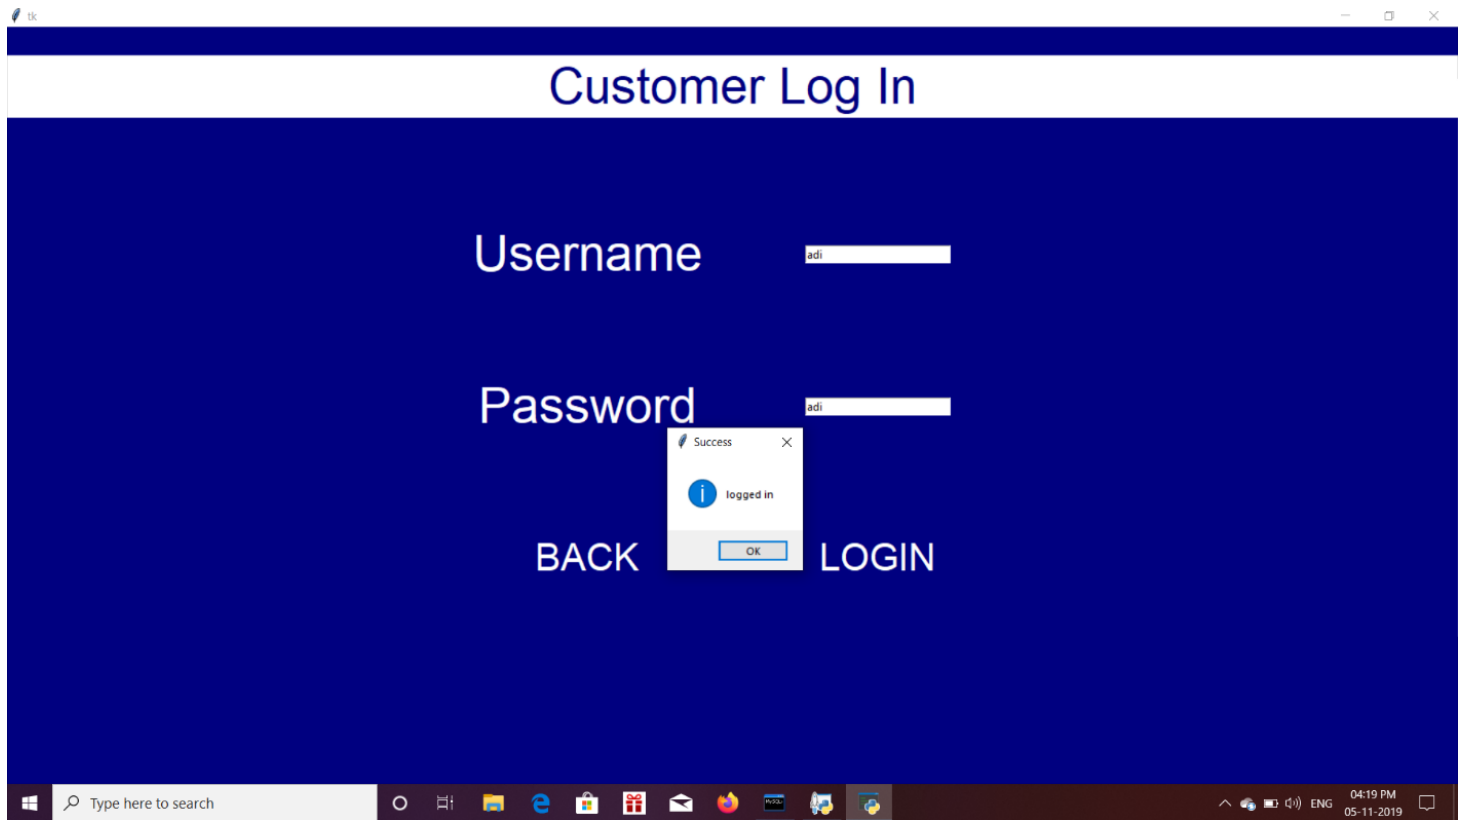 tk
Customer Log In
Username
adi
Password
adi
Success
logged in
OK
BACK
LOGIN
Type here to search
ENG
04:19 PM
05-11-2019